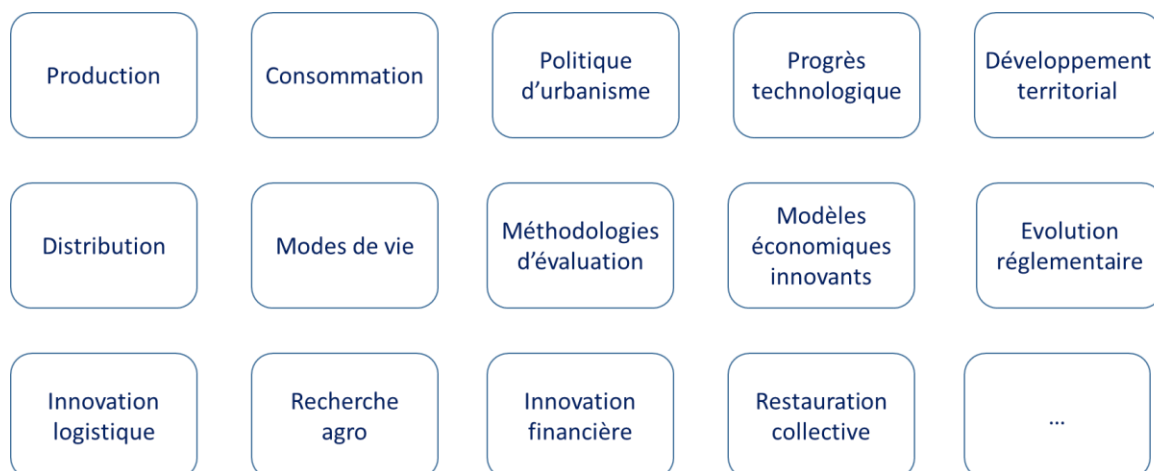 Production
Consommation
Politique
d’urbanisme
Progrès
technologique
Développement
territorial
Distribution
Modes de vie
Méthodologies
d’évaluation
Modèles
économiques
innovants
Evolution
réglementaire
Innovation
logistique
Recherche
agro
Innovation
financière
Restauration
collective
...